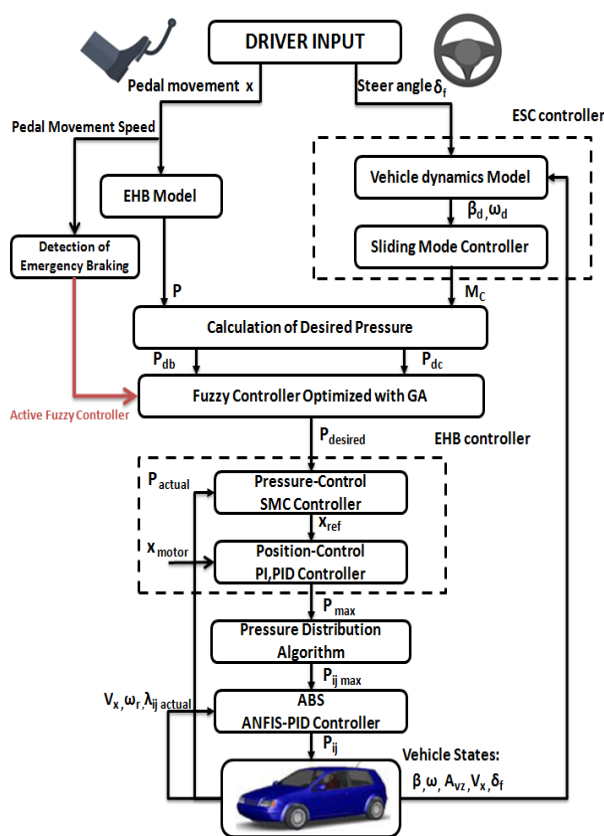 DRIVER INPUT
Pedal movement x
Steer angle δf
ESC controller
Pedal Movement Speed
Vehicle dynamics Model
EHB Model
βd,ωd
Detection of
Emergency Braking
Sliding Mode Controller
P
MC
Calculation of Desired Pressure
Pdb
Pdc
Fuzzy Controller Optimized with GA
Active Fuzzy Controller
Pdesired
EHB controller
Pactual
Pressure-Control
SMC Controller
xref
xmotor
Position-Control
PI,PID Controller
Pmax
Pressure Distribution
Algorithm
Pij max
Vx,ωr,λij actual
ABS
ANFIS-PID Controller
Pij
Vehicle States:
β,ω,Avz,Vx,δf